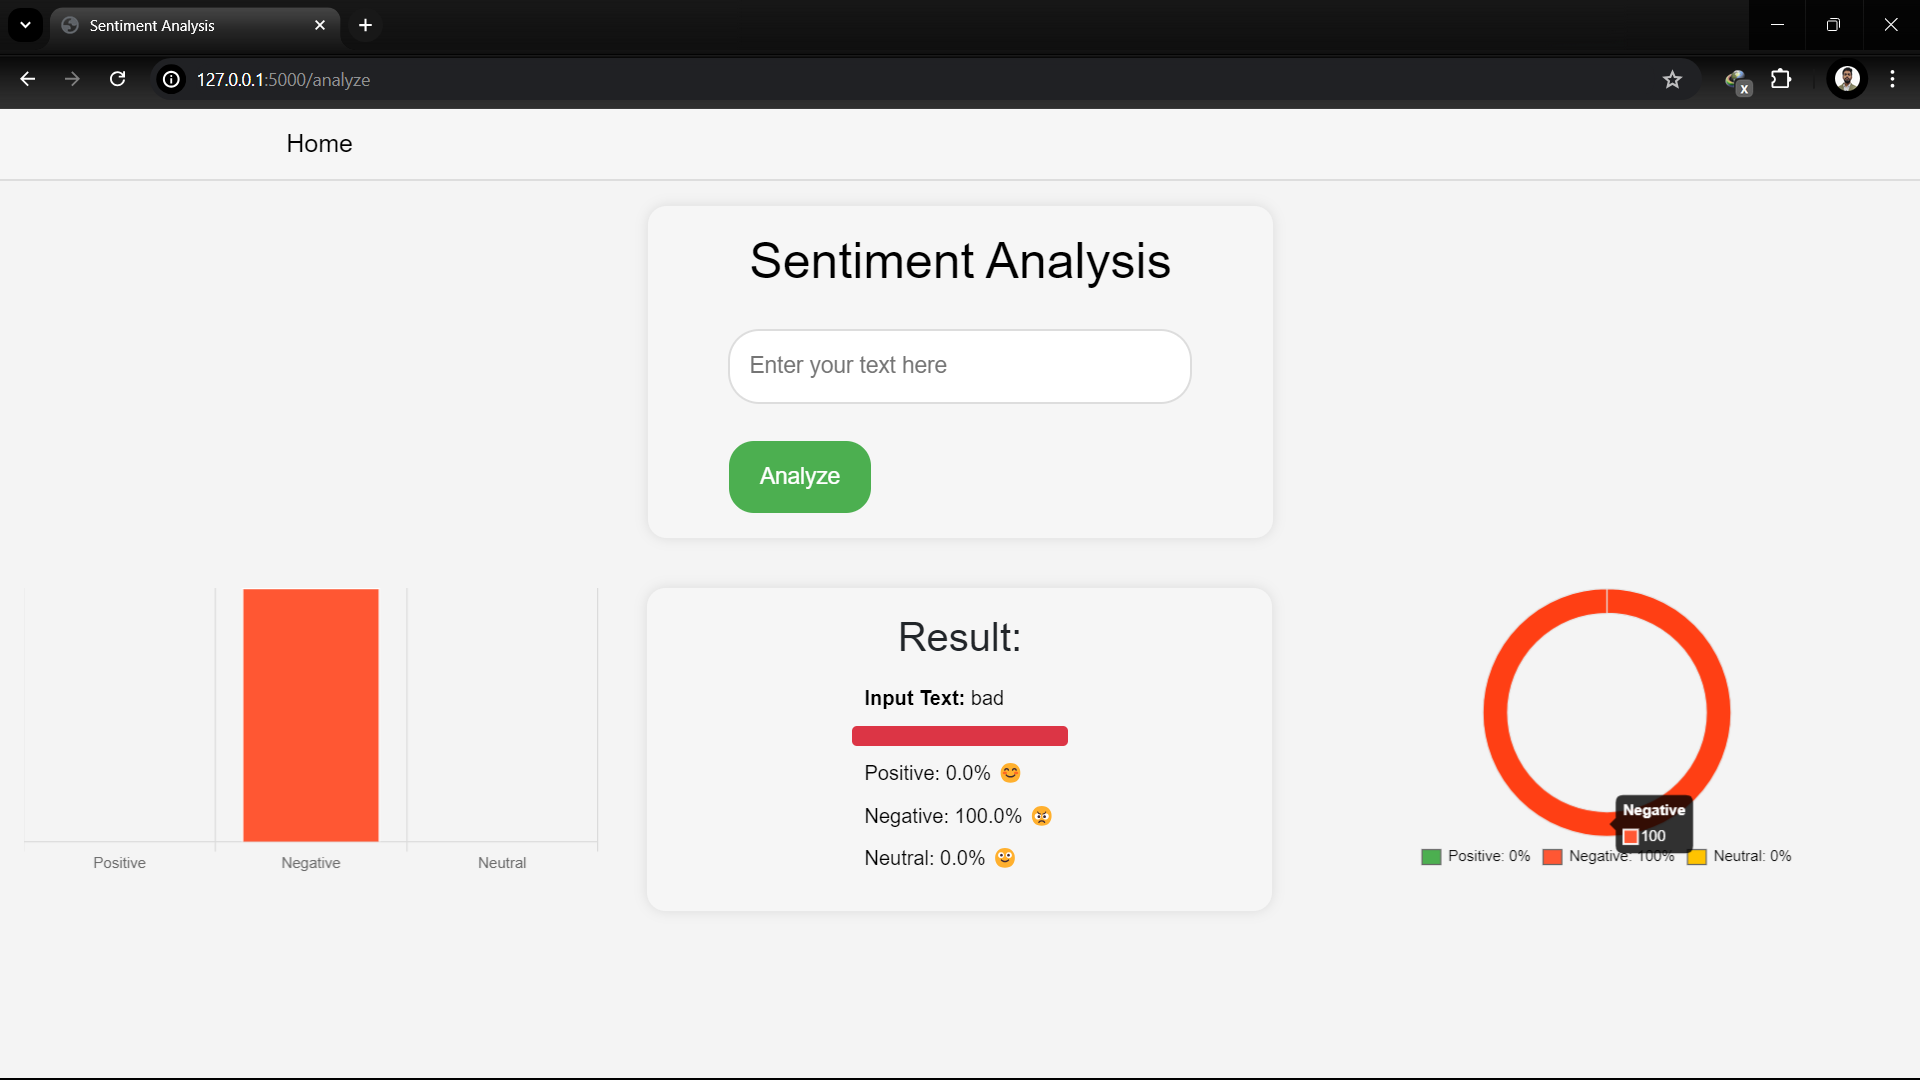 Sentiment Analysis
127.0.0.1:5000/analyze
x
Home
Sentiment Analysis
Enter your text here
Analyze
Result:
Input Text: bad
Positive: 0.0% 😊
Negative: 100.0% 😠
Neutral: 0.0% 🙂
Positive
Negative
Neutral
Negative
100
Positive: 0%
Negative: 100%
Neutral: 0%